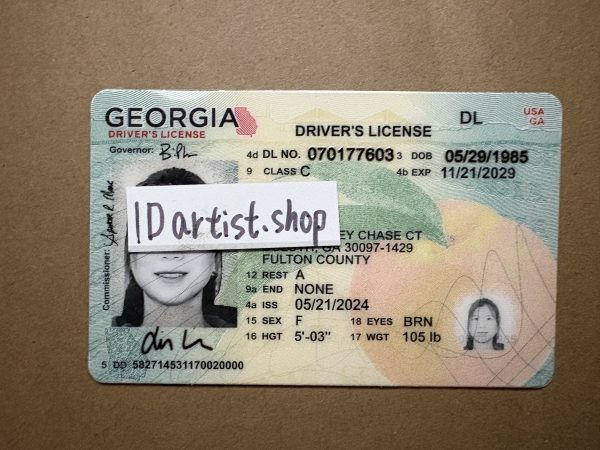 GEORGIA
DRIVER'S LICENSE
DRIVER'S LICENSE
DL
USA
GA
Governor:
4d DL NO. 070177603 3 DOB 05/29/1985
9 CLASS C 4b EXP 11/21/2029
IDartist.shop
EY CHASE CT
GA 30097-1429
FULTON COUNTY
12 REST A
9a END NONE
4a ISS 05/21/2024
15 SEX F 18 EYES BRN
16 HGT 5'-03" 17 WGT 105 lb
Commissioner:
5 DD 582714531170020000